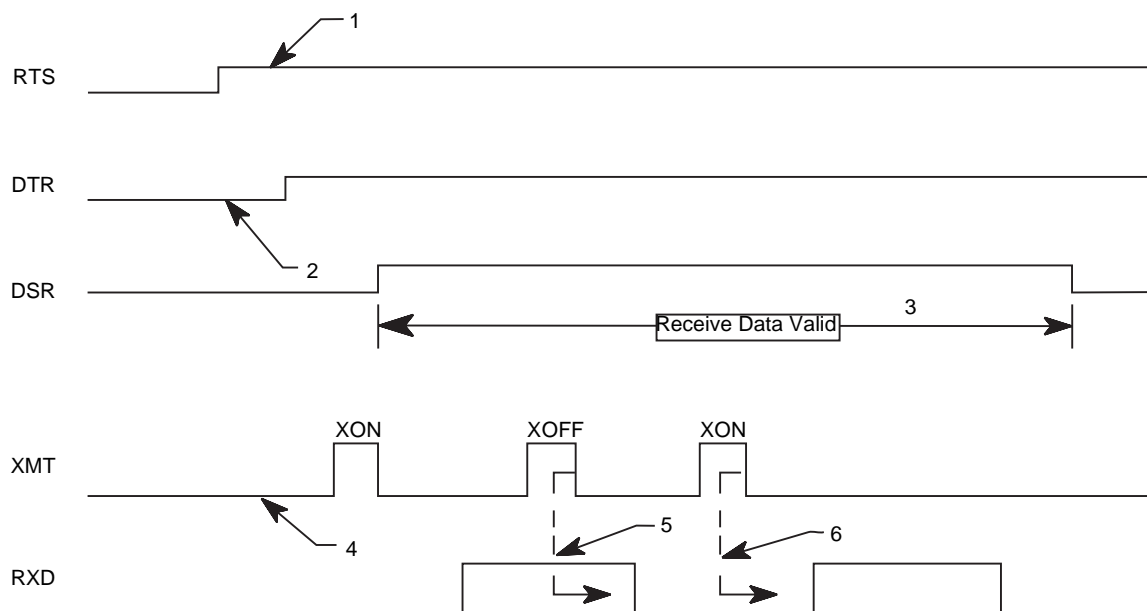 1
RTS
DTR
2
DSR
3
Receive Data Valid
XON
XOFF
XON
XMT
4
5
6
RXD